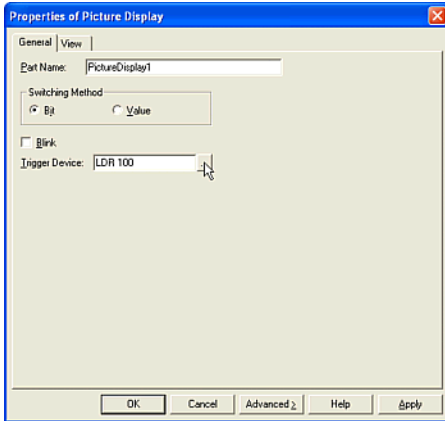 Properties of Picture Display
General View
Part Name: PictureDisplay1
Switching Method
Bit Value
Blink
Trigger Device: LDR 100
OK Cancel Advanced > Help Apply